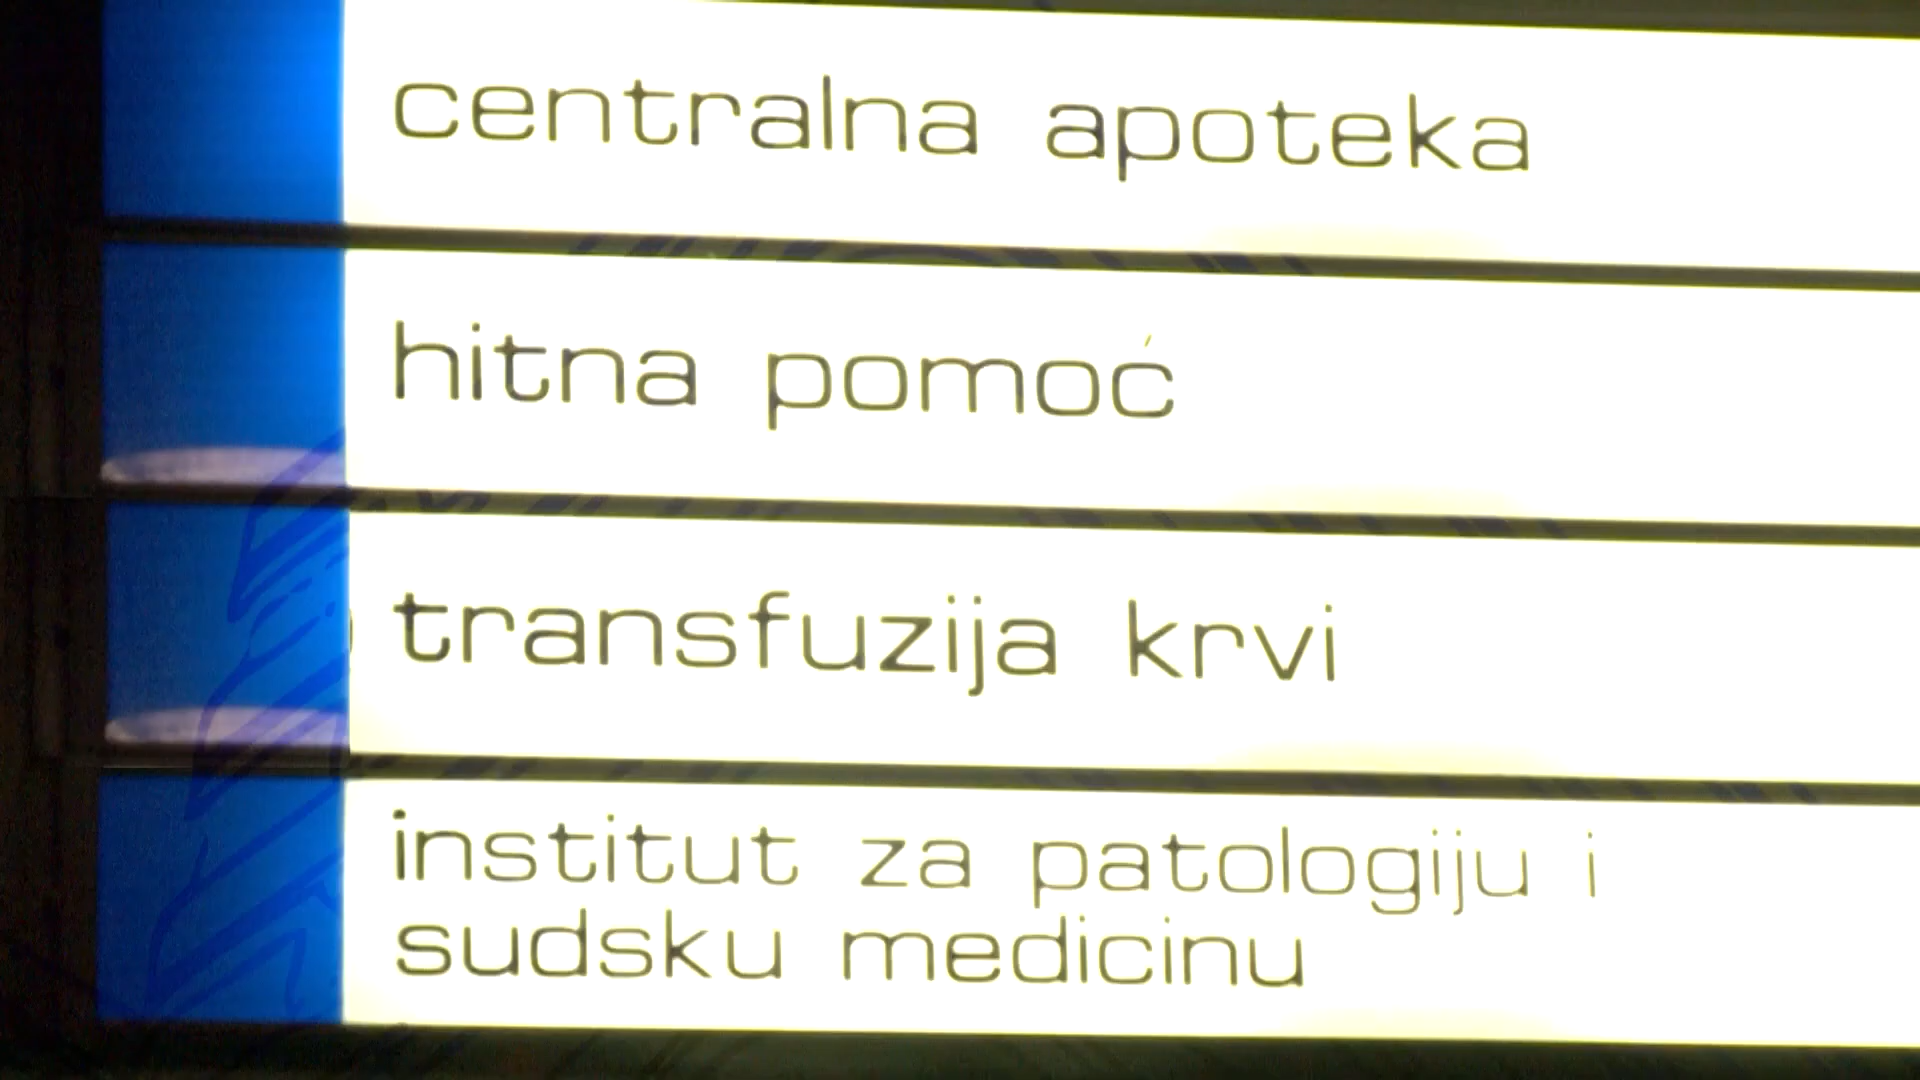 centralna apoteka
hitna pomoć
transfuzija krvi
institut za patologiju i
sudsku medicinu